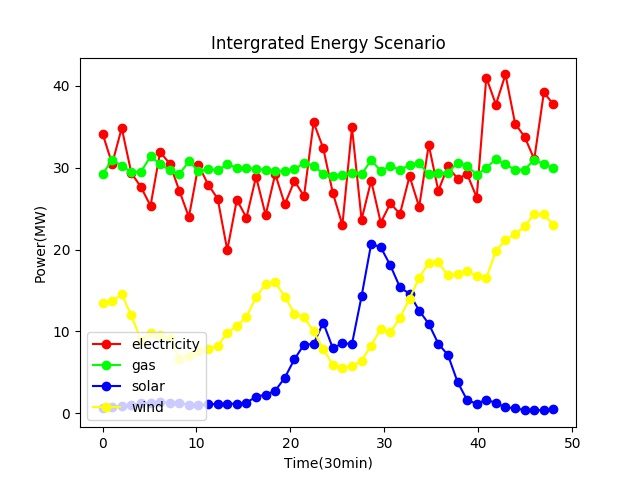 Intergrated Energy Scenario
Power(MW)
40
30
20
10
0
electricity
gas
solar
wind
0 10 20 30 40 50
Time(30min)